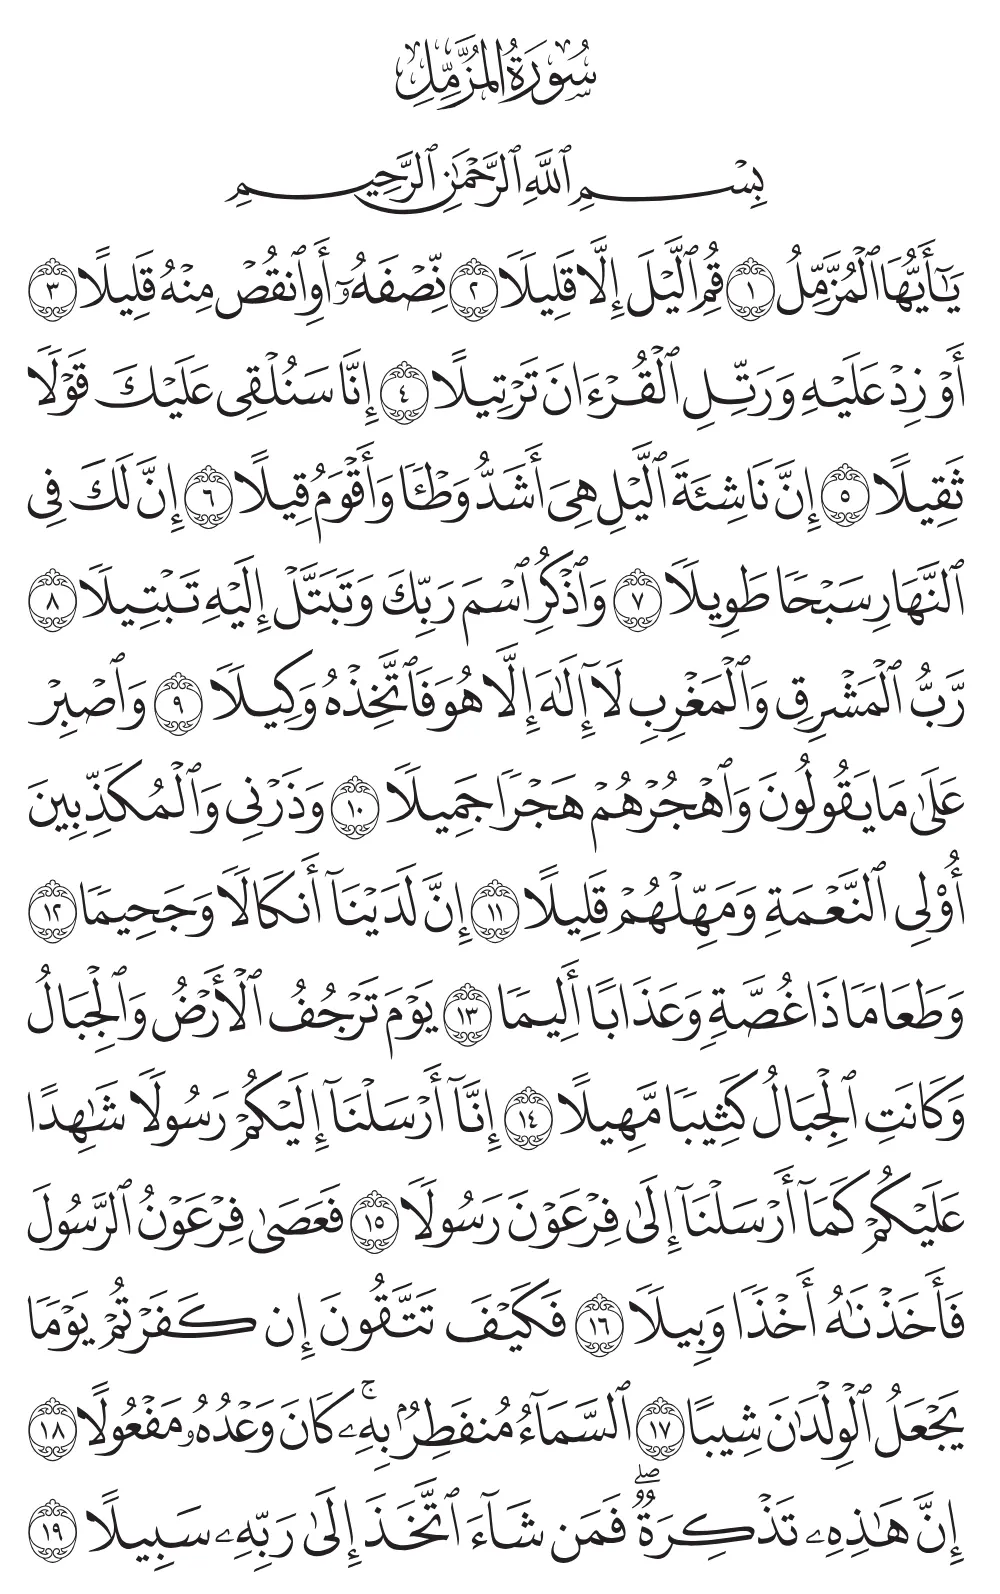 سُورَةُ المُزَّمِّلِ
بِسۡمِ ٱللَّهِ ٱلرَّحۡمَٰنِ ٱلرَّحِيمِ
يَٰٓأَيُّهَا ٱلۡمُزَّمِّلُ ١ قُمِ ٱلَّيۡلَ إِلَّا قَلِيلٗا ٢ نِّصۡفَهُۥٓ أَوِ ٱنقُصۡ مِنۡهُ قَلِيلًا ٣
أَوۡ زِدۡ عَلَيۡهِ وَرَتِّلِ ٱلۡقُرۡءَانَ تَرۡتِيلًا ٤ إِنَّا سَنُلۡقِي عَلَيۡكَ قَوۡلٗا
ثَقِيلًا ٥ إِنَّ نَاشِئَةَ ٱلَّيۡلِ هِيَ أَشَدُّ وَطۡـٔٗا وَأَقۡوَمُ قِيلًا ٦ إِنَّ لَكَ فِي
ٱلنَّهَارِ سَبۡحٗا طَوِيلٗا ٧ وَٱذۡكُرِ ٱسۡمَ رَبِّكَ وَتَبَتَّلۡ إِلَيۡهِ تَبۡتِيلٗا ٨
رَّبُّ ٱلۡمَشۡرِقِ وَٱلۡمَغۡرِبِ لَآ إِلَٰهَ إِلَّا هُوَ فَٱتَّخِذۡهُ وَكِيلٗا ٩ وَٱصۡبِرۡ
عَلَىٰ مَا يَقُولُونَ وَٱهۡجُرۡهُمۡ هَجۡرٗا جَمِيلٗا ١٠ وَذَرۡنِي وَٱلۡمُكَذِّبِينَ
أُوْلِي ٱلنَّعۡمَةِ وَمَهِّلۡهُمۡ قَلِيلًا ١١ إِنَّ لَدَيۡنَآ أَنكَالٗا وَجَحِيمٗا ١٢
وَطَعَامٗا ذَا غُصَّةٖ وَعَذَابًا أَلِيمٗا ١٣ يَوۡمَ تَرۡجُفُ ٱلۡأَرۡضُ وَٱلۡجِبَالُ
وَكَانَتِ ٱلۡجِبَالُ كَثِيبٗا مَّهِيلًا ١٤ إِنَّآ أَرۡسَلۡنَآ إِلَيۡكُمۡ رَسُولٗا شَٰهِدًا
عَلَيۡكُمۡ كَمَآ أَرۡسَلۡنَآ إِلَىٰ فِرۡعَوۡنَ رَسُولٗا ١٥ فَعَصَىٰ فِرۡعَوۡنُ ٱلرَّسُولَ
فَأَخَذۡنَٰهُ أَخۡذٗا وَبِيلٗا ١٦ فَكَيۡفَ تَتَّقُونَ إِن كَفَرۡتُمۡ يَوۡمٗا
يَجۡعَلُ ٱلۡوِلۡدَٰنَ شِيبًا ١٧ ٱلسَّمَآءُ مُنفَطِرُۢ بِهِۦۚ كَانَ وَعۡدُهُۥ مَفۡعُولًا ١٨
إِنَّ هَٰذِهِۦ تَذۡكِرَةٞۖ فَمَن شَآءَ ٱتَّخَذَ إِلَىٰ رَبِّهِۦ سَبِيلًا ١٩